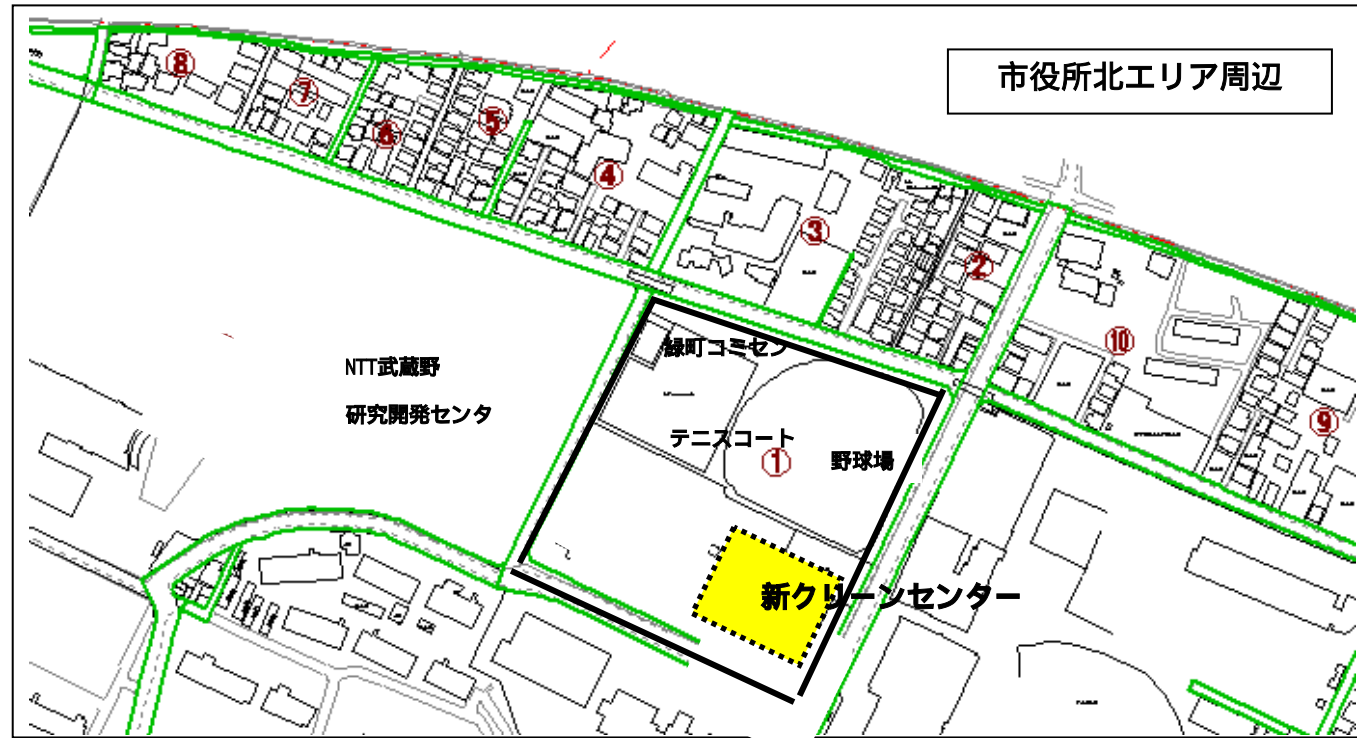 市役所北エリア周辺
⑧
⑦
⑥
⑤
④
③
②
⑩
⑨
緑町コミセン
NTT武蔵野
研究開発センタ
テニスコート
①
野球場
新クリーンセンター